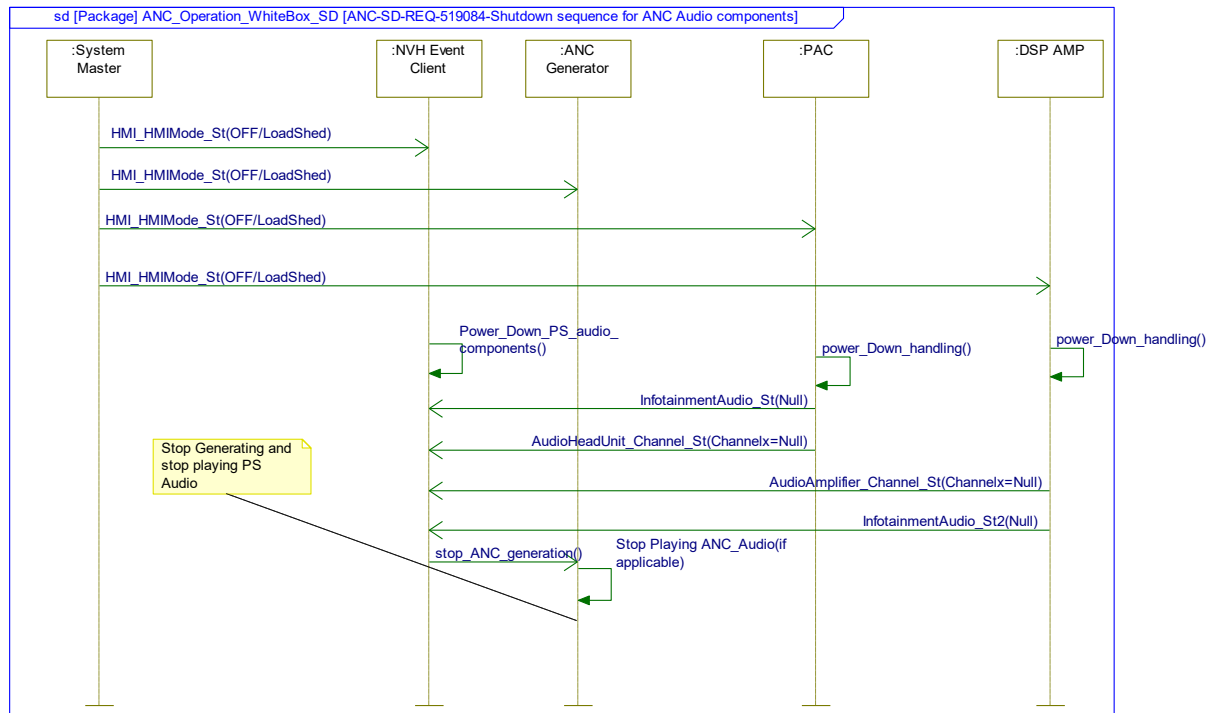 sd [Package] ANC_Operation_WhiteBox_SD [ANC-SD-REQ-519084-Shutdown sequence for ANC Audio components]
:System
Master
:NVH Event
Client
:ANC
Generator
:PAC
:DSP AMP
HMI_HMIMode_St(OFF/LoadShed)
HMI_HMIMode_St(OFF/LoadShed)
HMI_HMIMode_St(OFF/LoadShed)
HMI_HMIMode_St(OFF/LoadShed)
Power_Down_PS_audio_
components()
power_Down_handling()
power_Down_handling()
InfotainmentAudio_St(Null)
AudioHeadUnit_Channel_St(Channelx=Null)
Stop Generating and
stop playing PS
Audio
AudioAmplifier_Channel_St(Channelx=Null)
InfotainmentAudio_St2(Null)
stop_ANC_generation()
Stop Playing ANC_Audio(if
applicable)